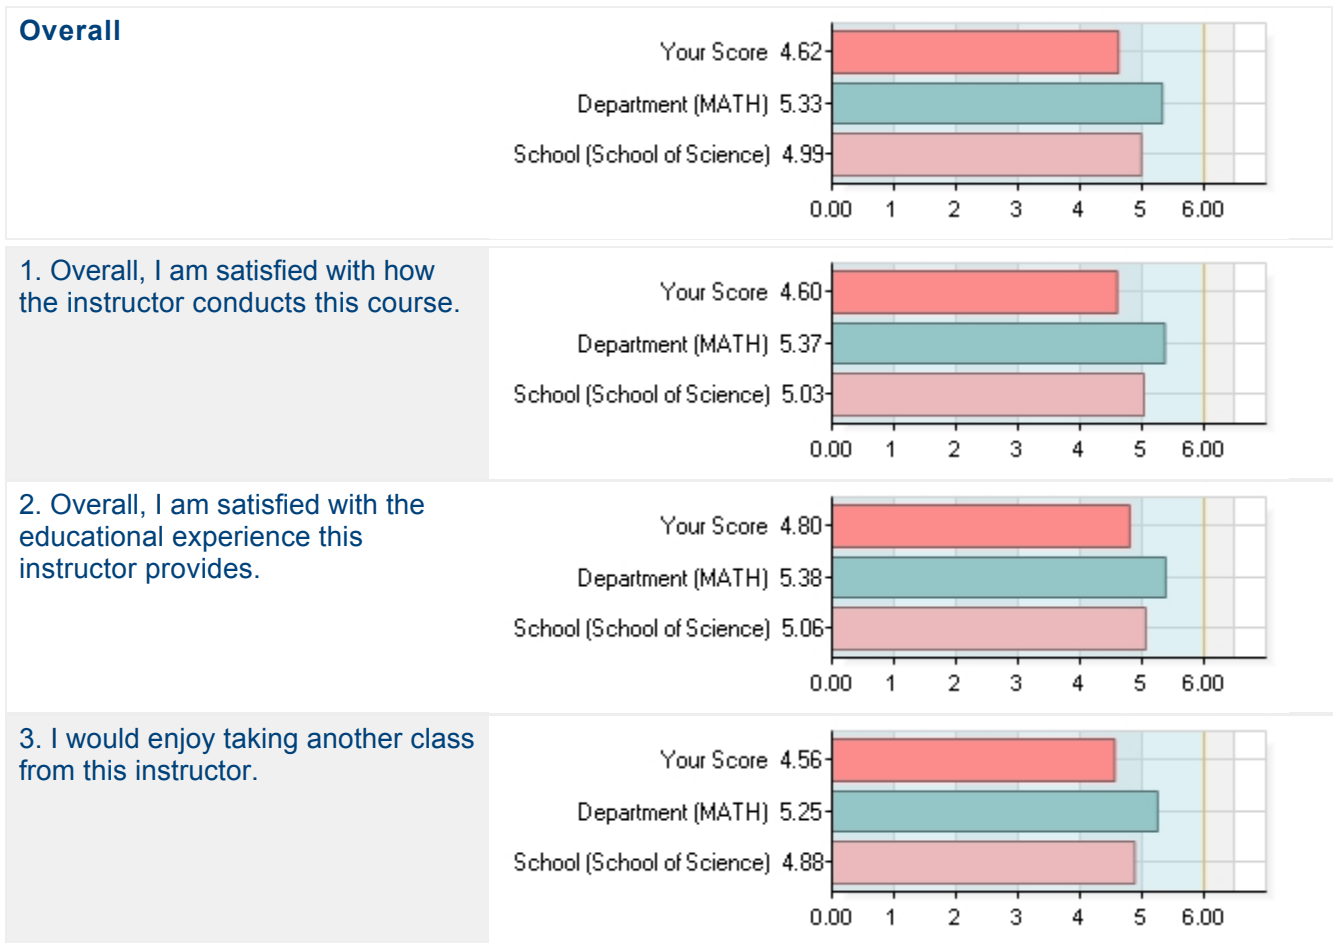 Overall
Your Score 4.62
Department (MATH) 5.33
School (School of Science) 4.99
0.00 1 2 3 4 5 6.00
1. Overall, I am satisfied with how
the instructor conducts this course.
Your Score 4.60
Department (MATH) 5.37
School (School of Science) 5.03
0.00 1 2 3 4 5 6.00
2. Overall, I am satisfied with the
educational experience this
instructor provides.
Your Score 4.80
Department (MATH) 5.38
School (School of Science) 5.06
0.00 1 2 3 4 5 6.00
3. I would enjoy taking another class
from this instructor.
Your Score 4.56
Department (MATH) 5.25
School (School of Science) 4.88
0.00 1 2 3 4 5 6.00